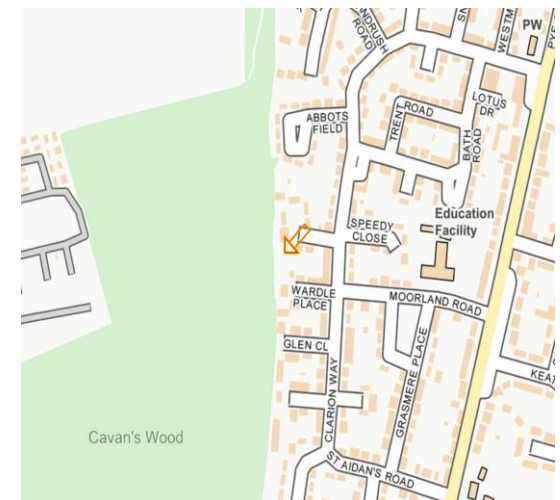 PW
ROAD
ABBOTS
FIELD
TRENT
ROAD
LOTUS
DR
BATH
ROAD
SPEEDY
CLOSE
Education
Facility
WARDLE
PLACE
MOORLAND ROAD
GLEN CL
CLARION WAY
GRASMERE PLACE
Cavan's Wood
ST AIDAN'S ROAD